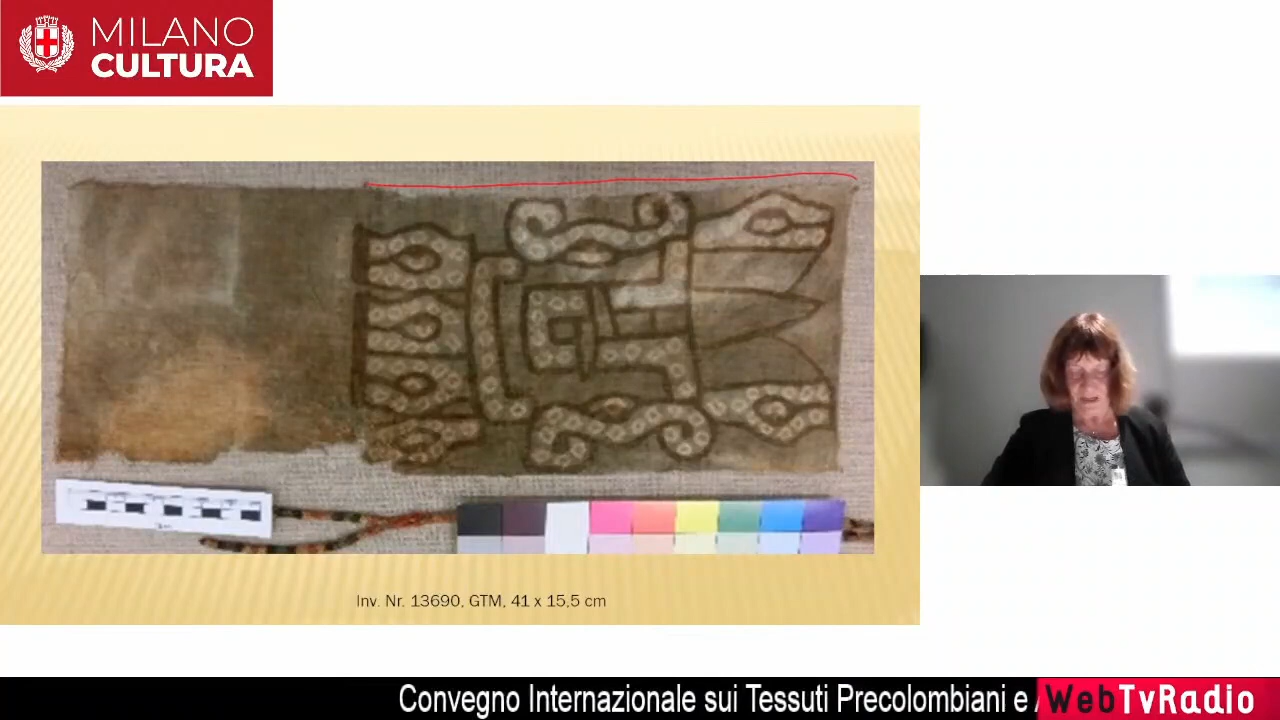 MILANO
CULTURA
Inv. Nr. 13690, GTM, 41 x 15,5 cm
Convegno Internazionale sui Tessuti Precolombiani e
WebTvRadio